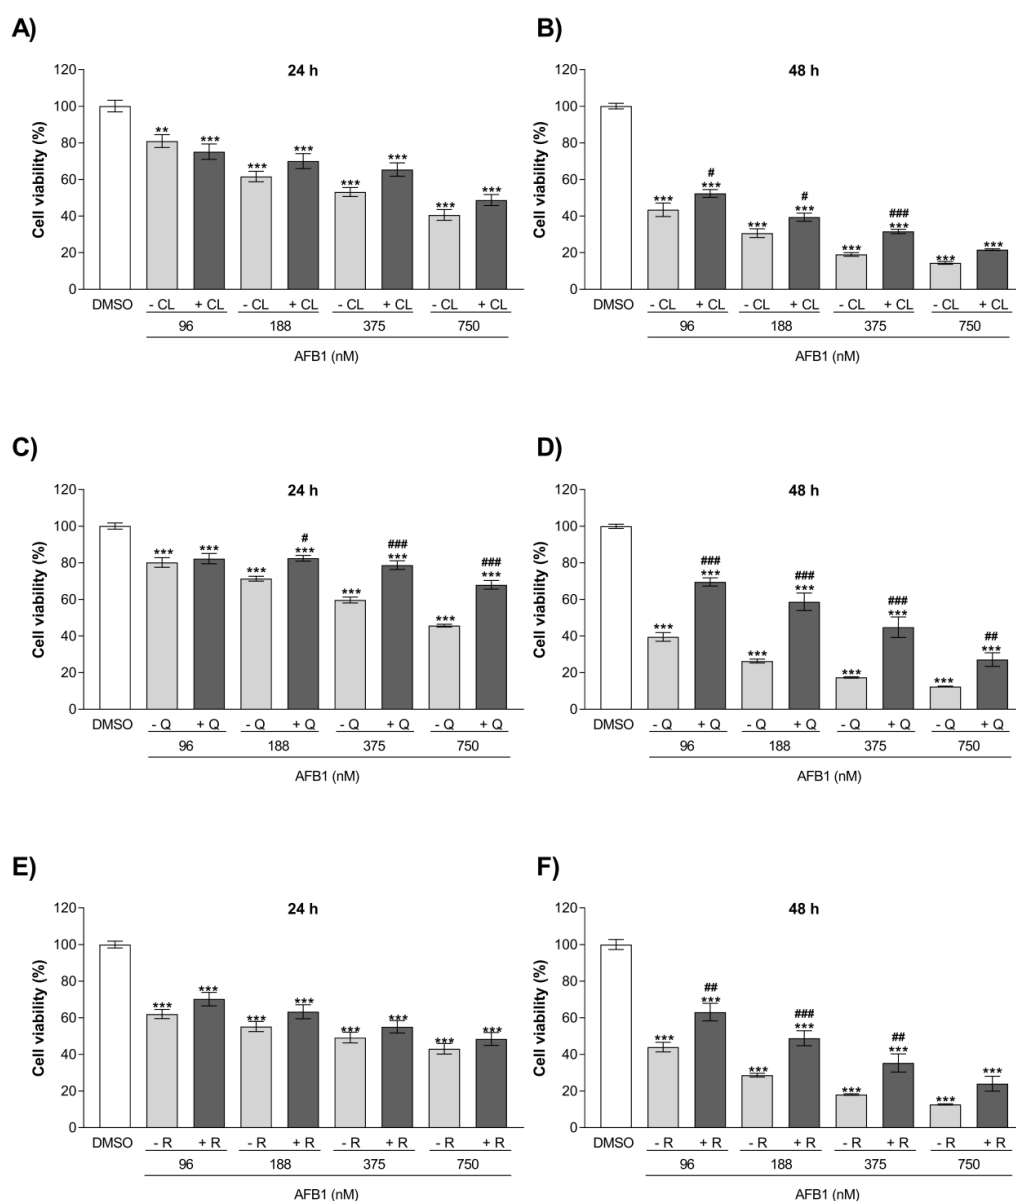 A)
24 h
Cell viability (%)
120
100
80
60
40
20
0
** *** *** *** *** *** *** ***
DMSO - CL + CL - CL + CL - CL + CL - CL + CL
96 188 375 750
AFB1 (nM)
B)
48 h
Cell viability (%)
120
100
80
60
40
20
0
# # ###
*** *** *** *** *** *** *** ***
DMSO - CL + CL - CL + CL - CL + CL - CL + CL
96 188 375 750
AFB1 (nM)
C)
24 h
Cell viability (%)
120
100
80
60
40
20
0
# ### ###
*** *** *** *** *** *** *** ***
DMSO - Q + Q - Q + Q - Q + Q - Q + Q
96 188 375 750
AFB1 (nM)
D)
48 h
Cell viability (%)
120
100
80
60
40
20
0
### ### ### ##
*** *** *** *** *** *** *** ***
DMSO - Q + Q - Q + Q - Q + Q - Q + Q
96 188 375 750
AFB1 (nM)
E)
24 h
Cell viability (%)
120
100
80
60
40
20
0
*** *** *** *** *** *** *** ***
DMSO - R + R - R + R - R + R - R + R
96 188 375 750
AFB1 (nM)
F)
48 h
Cell viability (%)
120
100
80
60
40
20
0
## ### ##
*** *** *** *** *** *** *** ***
DMSO - R + R - R + R - R + R - R + R
96 188 375 750
AFB1 (nM)